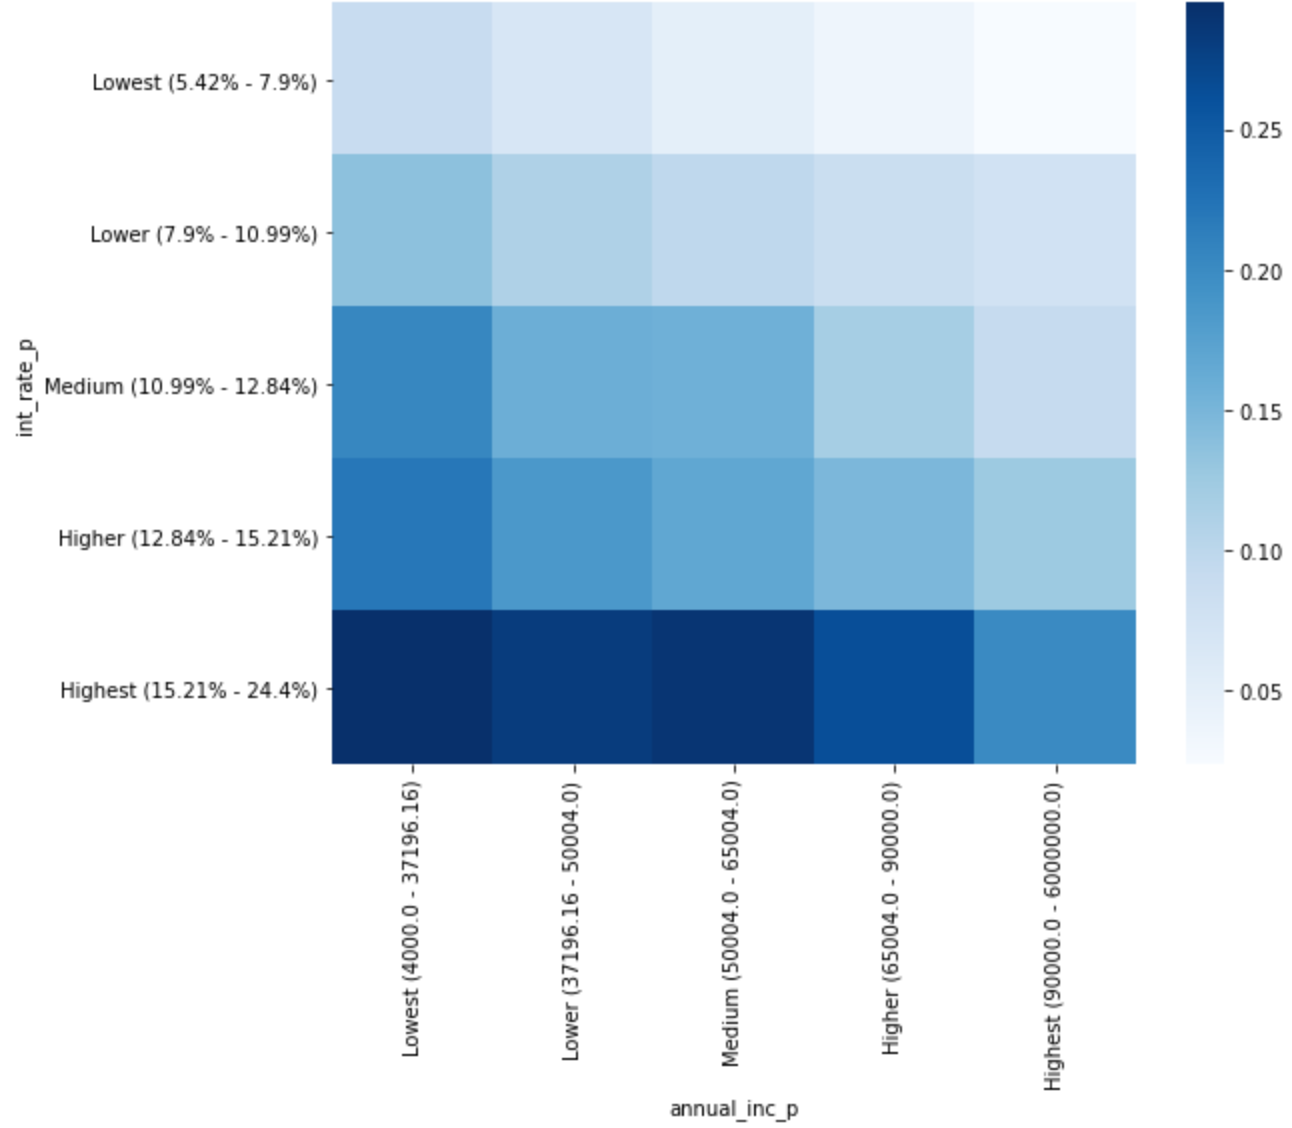 Lowest (5.42% - 7.9%)
Lower (7.9% - 10.99%)
Medium (10.99% - 12.84%)
Higher (12.84% - 15.21%)
Highest (15.21% - 24.4%)
int_rate_p
Lowest (4000.0 - 37196.16)
Lower (37196.16 - 50004.0)
Medium (50004.0 - 65004.0)
Higher (65004.0 - 90000.0)
Highest (90000.0 - 6000000.0)
annual_inc_p
0.25
0.20
0.15
0.10
0.05